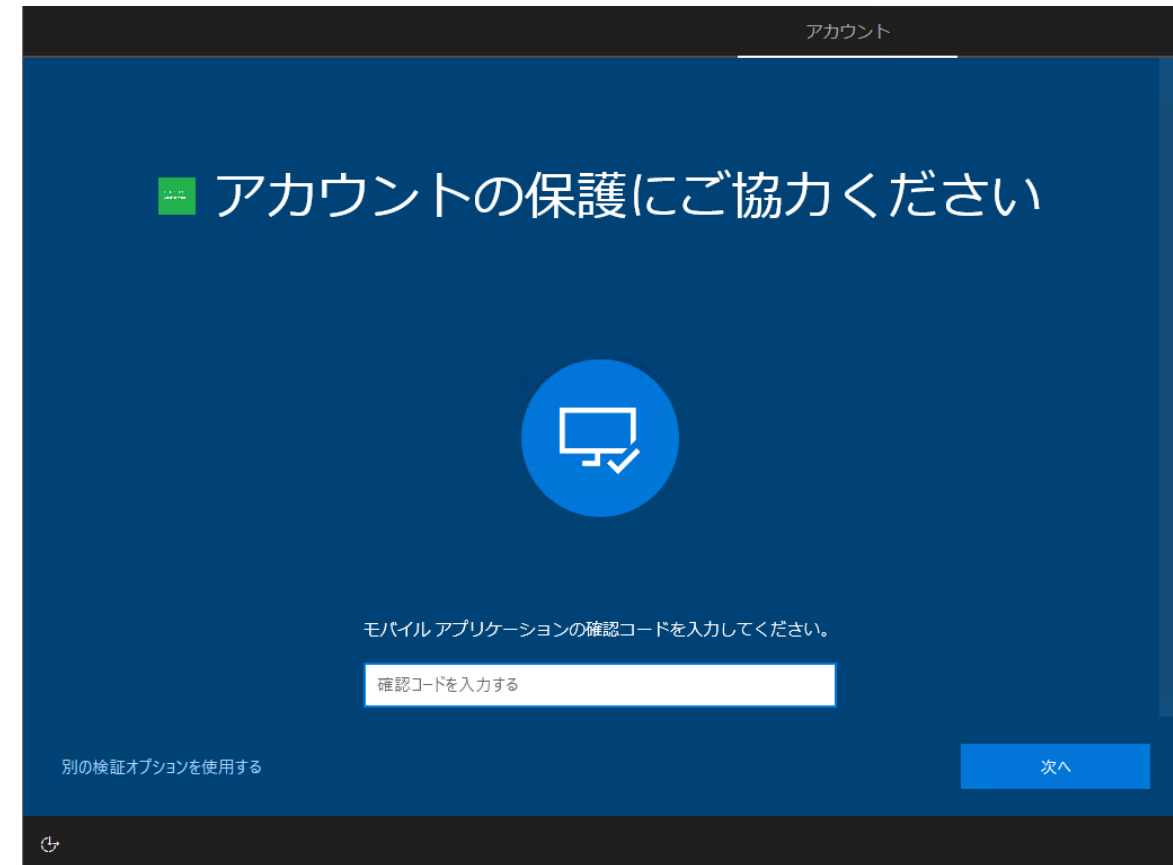 アカウント
アカウントの保護にご協力ください
モバイル アプリケーションの確認コードを入力してください。
確認コードを入力する
別の検証オプションを使用する
次へ